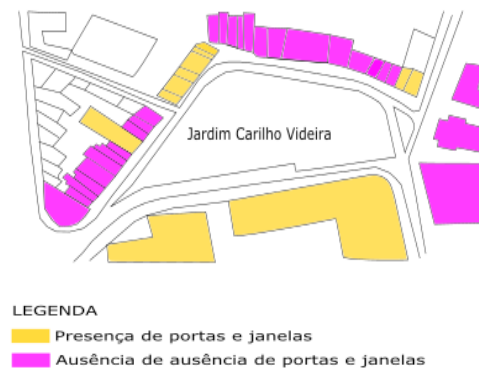 Jardim Carilho Videira
LEGENDA
Presença de portas e janelas
Ausência de ausência de portas e janelas